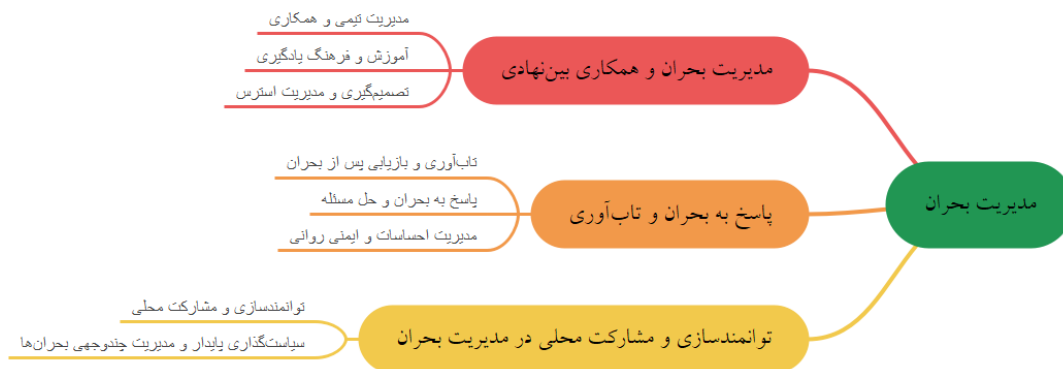 مدیریت بحران
مدیریت بحران و همکاری بین‌نهادی
مدیریت تیمی و همکاری
آموزش و فرهنگ یادگیری
تصمیم‌گیری و مدیریت استرس
پاسخ به بحران و تاب‌آوری
تاب‌آوری و بازیابی پس از بحران
پاسخ به بحران و حل مسئله
مدیریت احساسات و ایمنی روانی
توانمندسازی و مشارکت محلی در مدیریت بحران
توانمندسازی و مشارکت محلی
سیاست‌گذاری پایدار و مدیریت چندوجهی بحران‌ها